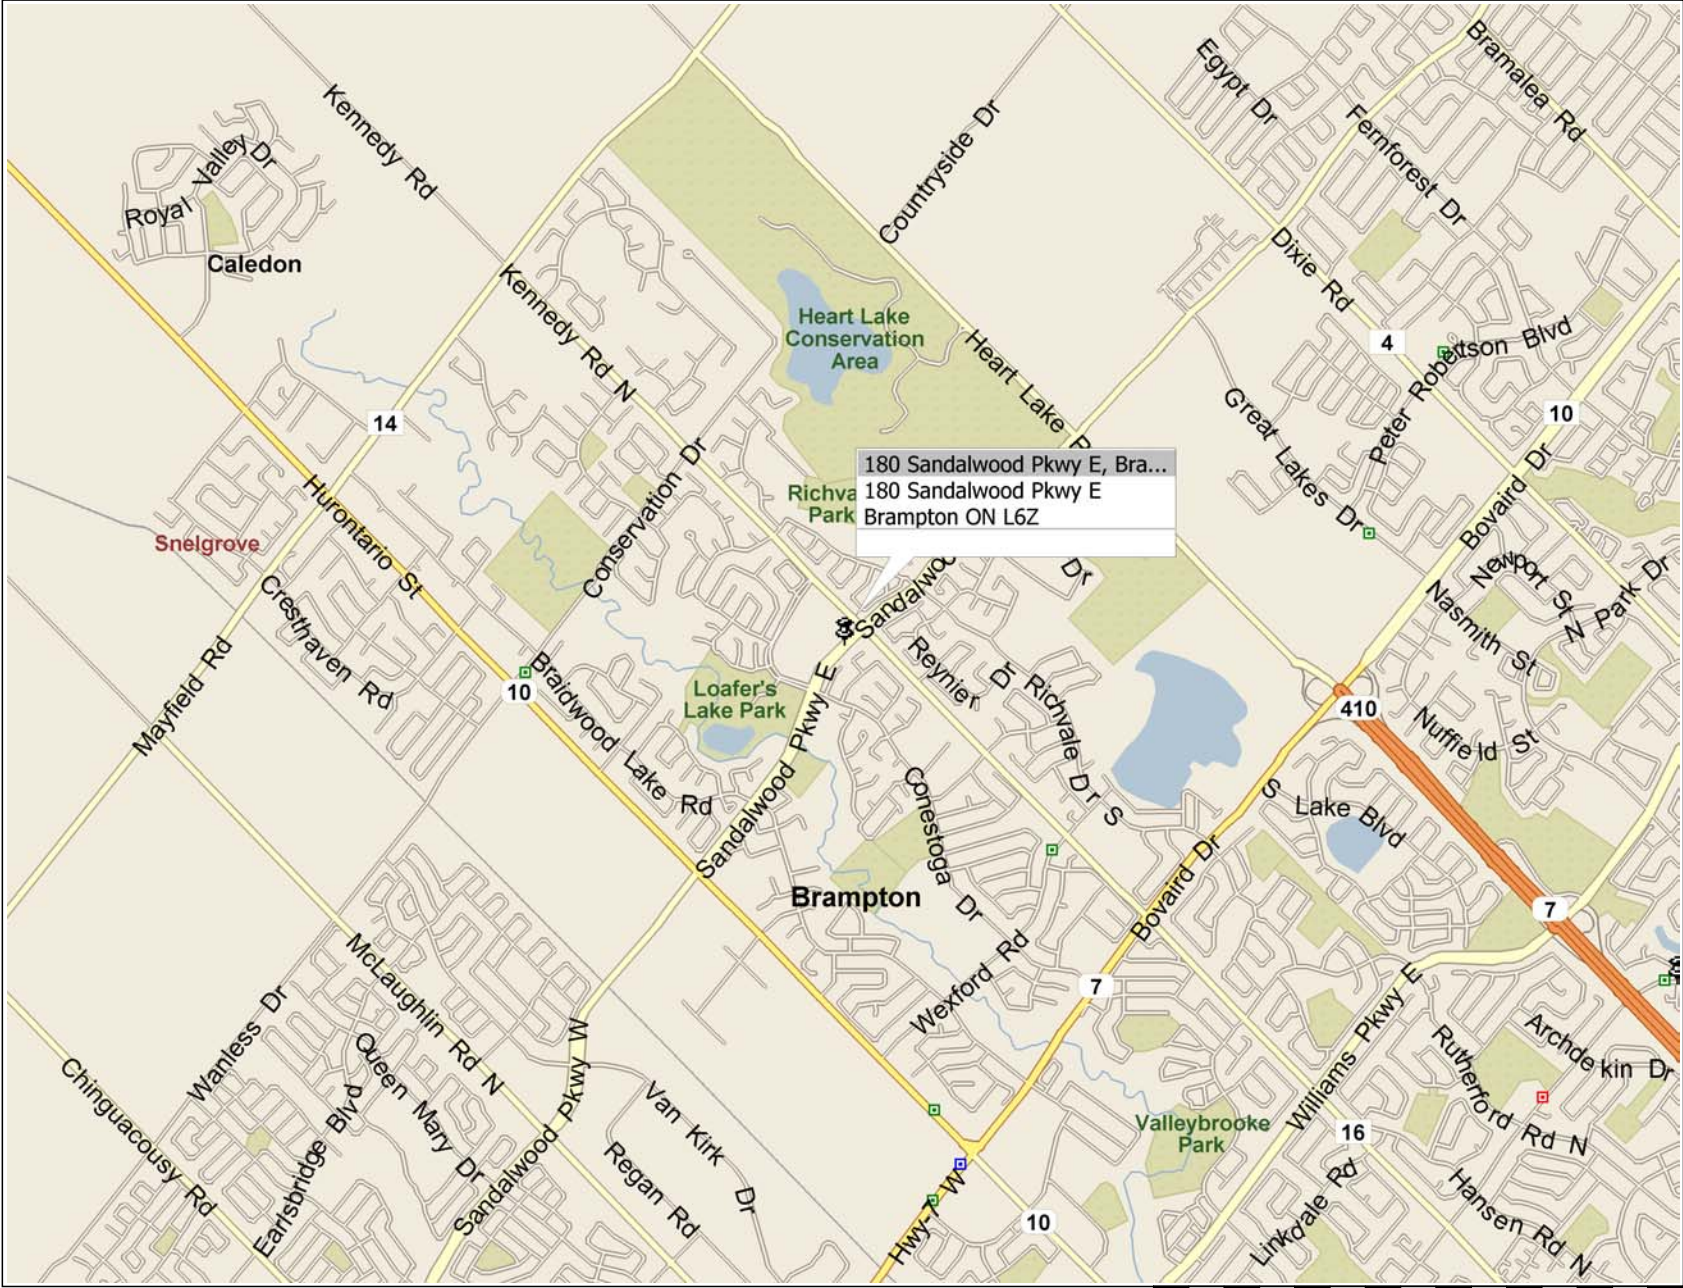 Bramalea Rd
Egypt Dr
Kennedy Rd
Fernforest Dr
Countryside Dr
Royal Valley Dr
Caledon
Dixie Rd
Kennedy Rd N
Heart Lake
Conservation
Area
4
Peter Robertson Blvd
Heart Lake R
Great Lakes Dr
10
14
180 Sandalwood Pkwy E, Bra...
180 Sandalwood Pkwy E
Brampton ON L6Z
Richva
Park
Conservation Dr
Hurontario St
Snelgrove
Bovaird Dr
Newport St
N Park Dr
Dr
Sandalwo
Cresthaven Rd
Nasmith St
Mayfield Rd
Reynier Dr
Richvale Dr S
10
Braidwood Lake Rd
Loafer's
Lake Park
Sandalwood Pkwy E
410
Nuffield St
S Lake Blvd
Conestoga Dr
Brampton
Bovaird Dr
7
McLaughlin Rd N
Wexford Rd
7
Wanless Dr
Queen Mary Dr
Sandalwood Pkwy W
Williams Pkwy E
Archdekin Dr
Rutherford Rd N
Chinguacousy Rd
Earlsbridge Blvd
Van Kirk Dr
Regan Rd
Valleybrooke
Park
16
Hwy-7 W
10
Linkdale Rd
Hansen Rd N